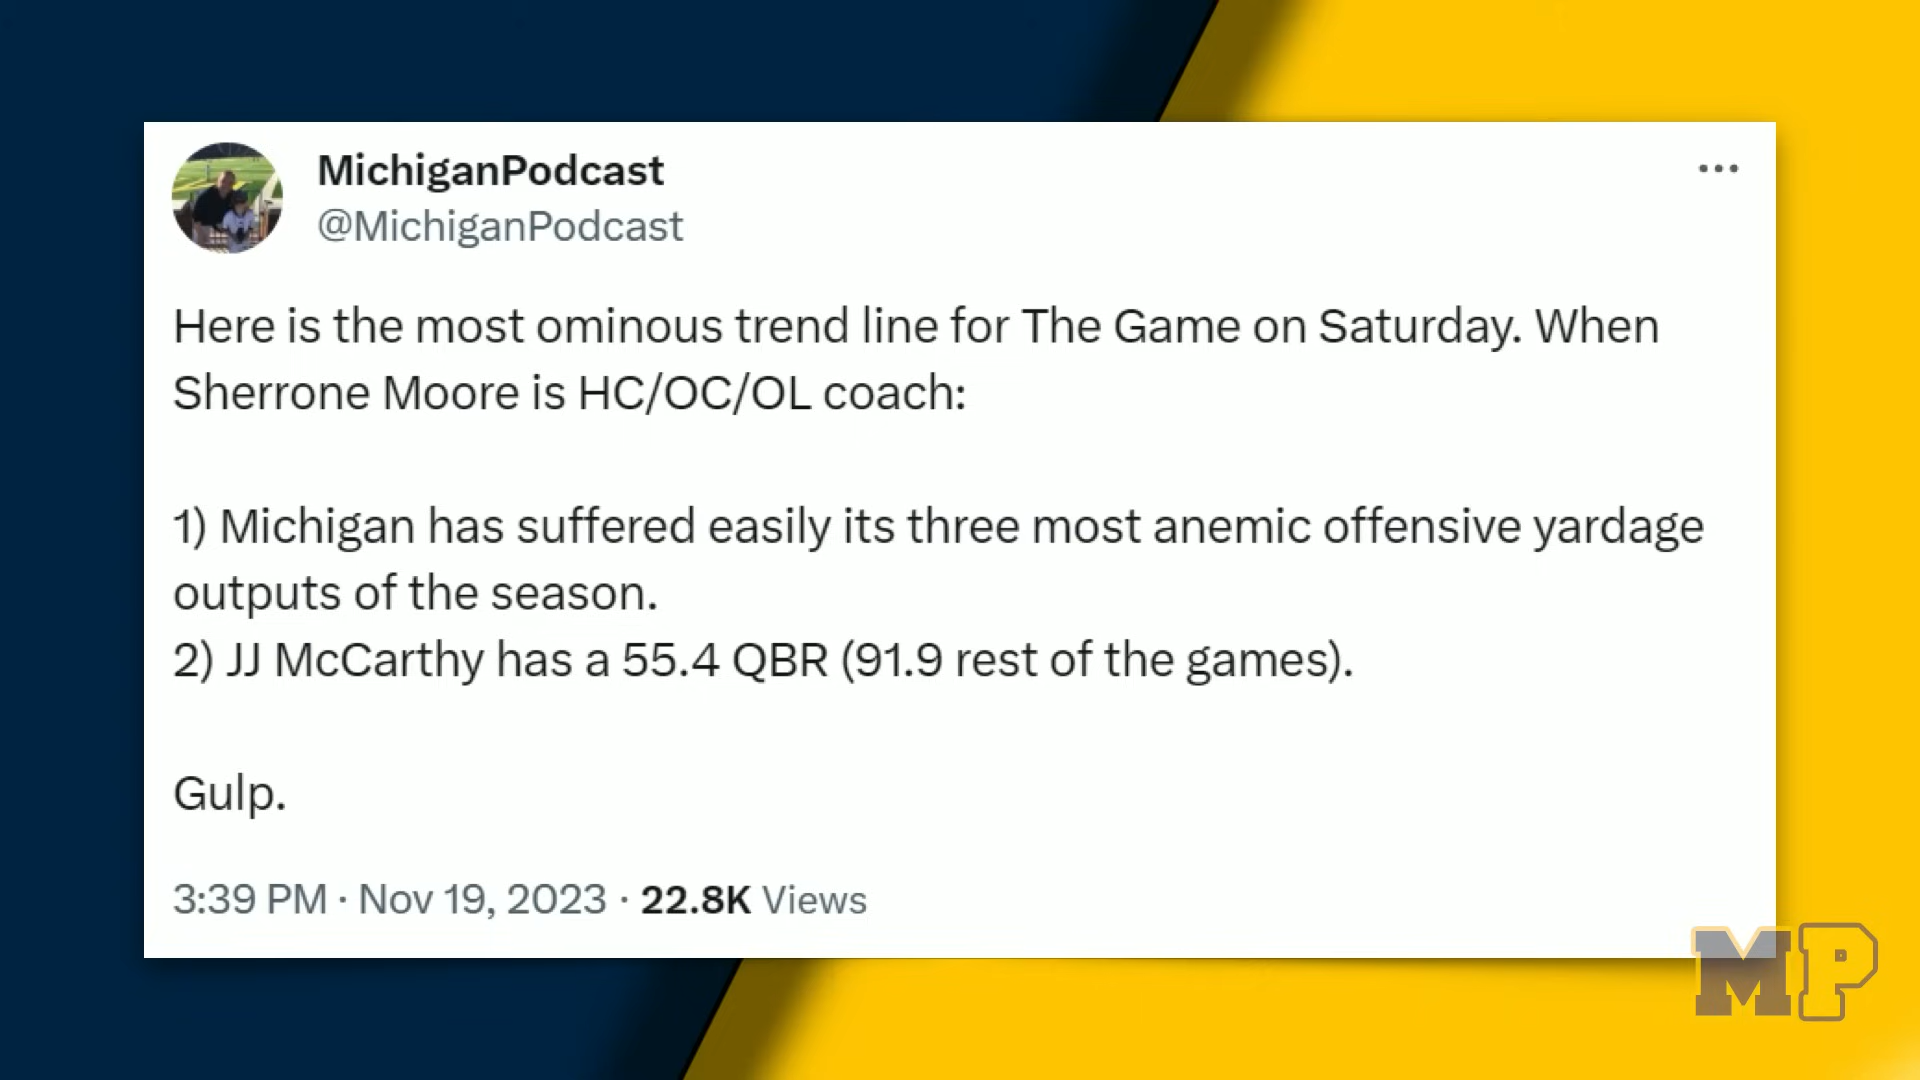 MichiganPodcast
@MichiganPodcast
Here is the most ominous trend line for The Game on Saturday. When
Sherrone Moore is HC/OC/OL coach:
1) Michigan has suffered easily its three most anemic offensive yardage
outputs of the season.
2) JJ McCarthy has a 55.4 QBR (91.9 rest of the games).
Gulp.
3:39 PM · Nov 19, 2023 · 22.8K Views
MP